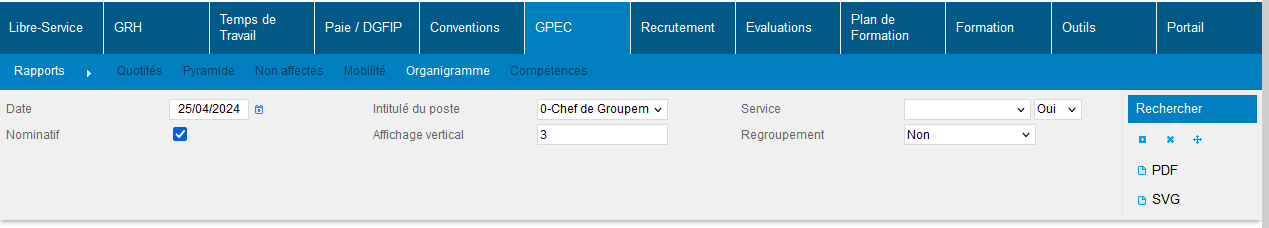 Libre-Service GRH Temps de Travail Paie / DGFIP Conventions GPEC Recrutement Evaluations Plan de Formation Formation Outils Portail
Rapports Quotités Pyramide Non affectés Mobilité Organigramme Compétences
Date 25/04/2024 Intitulé du poste 0-Chef de Groupem Service Oui Rechercher
Nominatif Affichage vertical 3 Regroupement Non
PDF
SVG